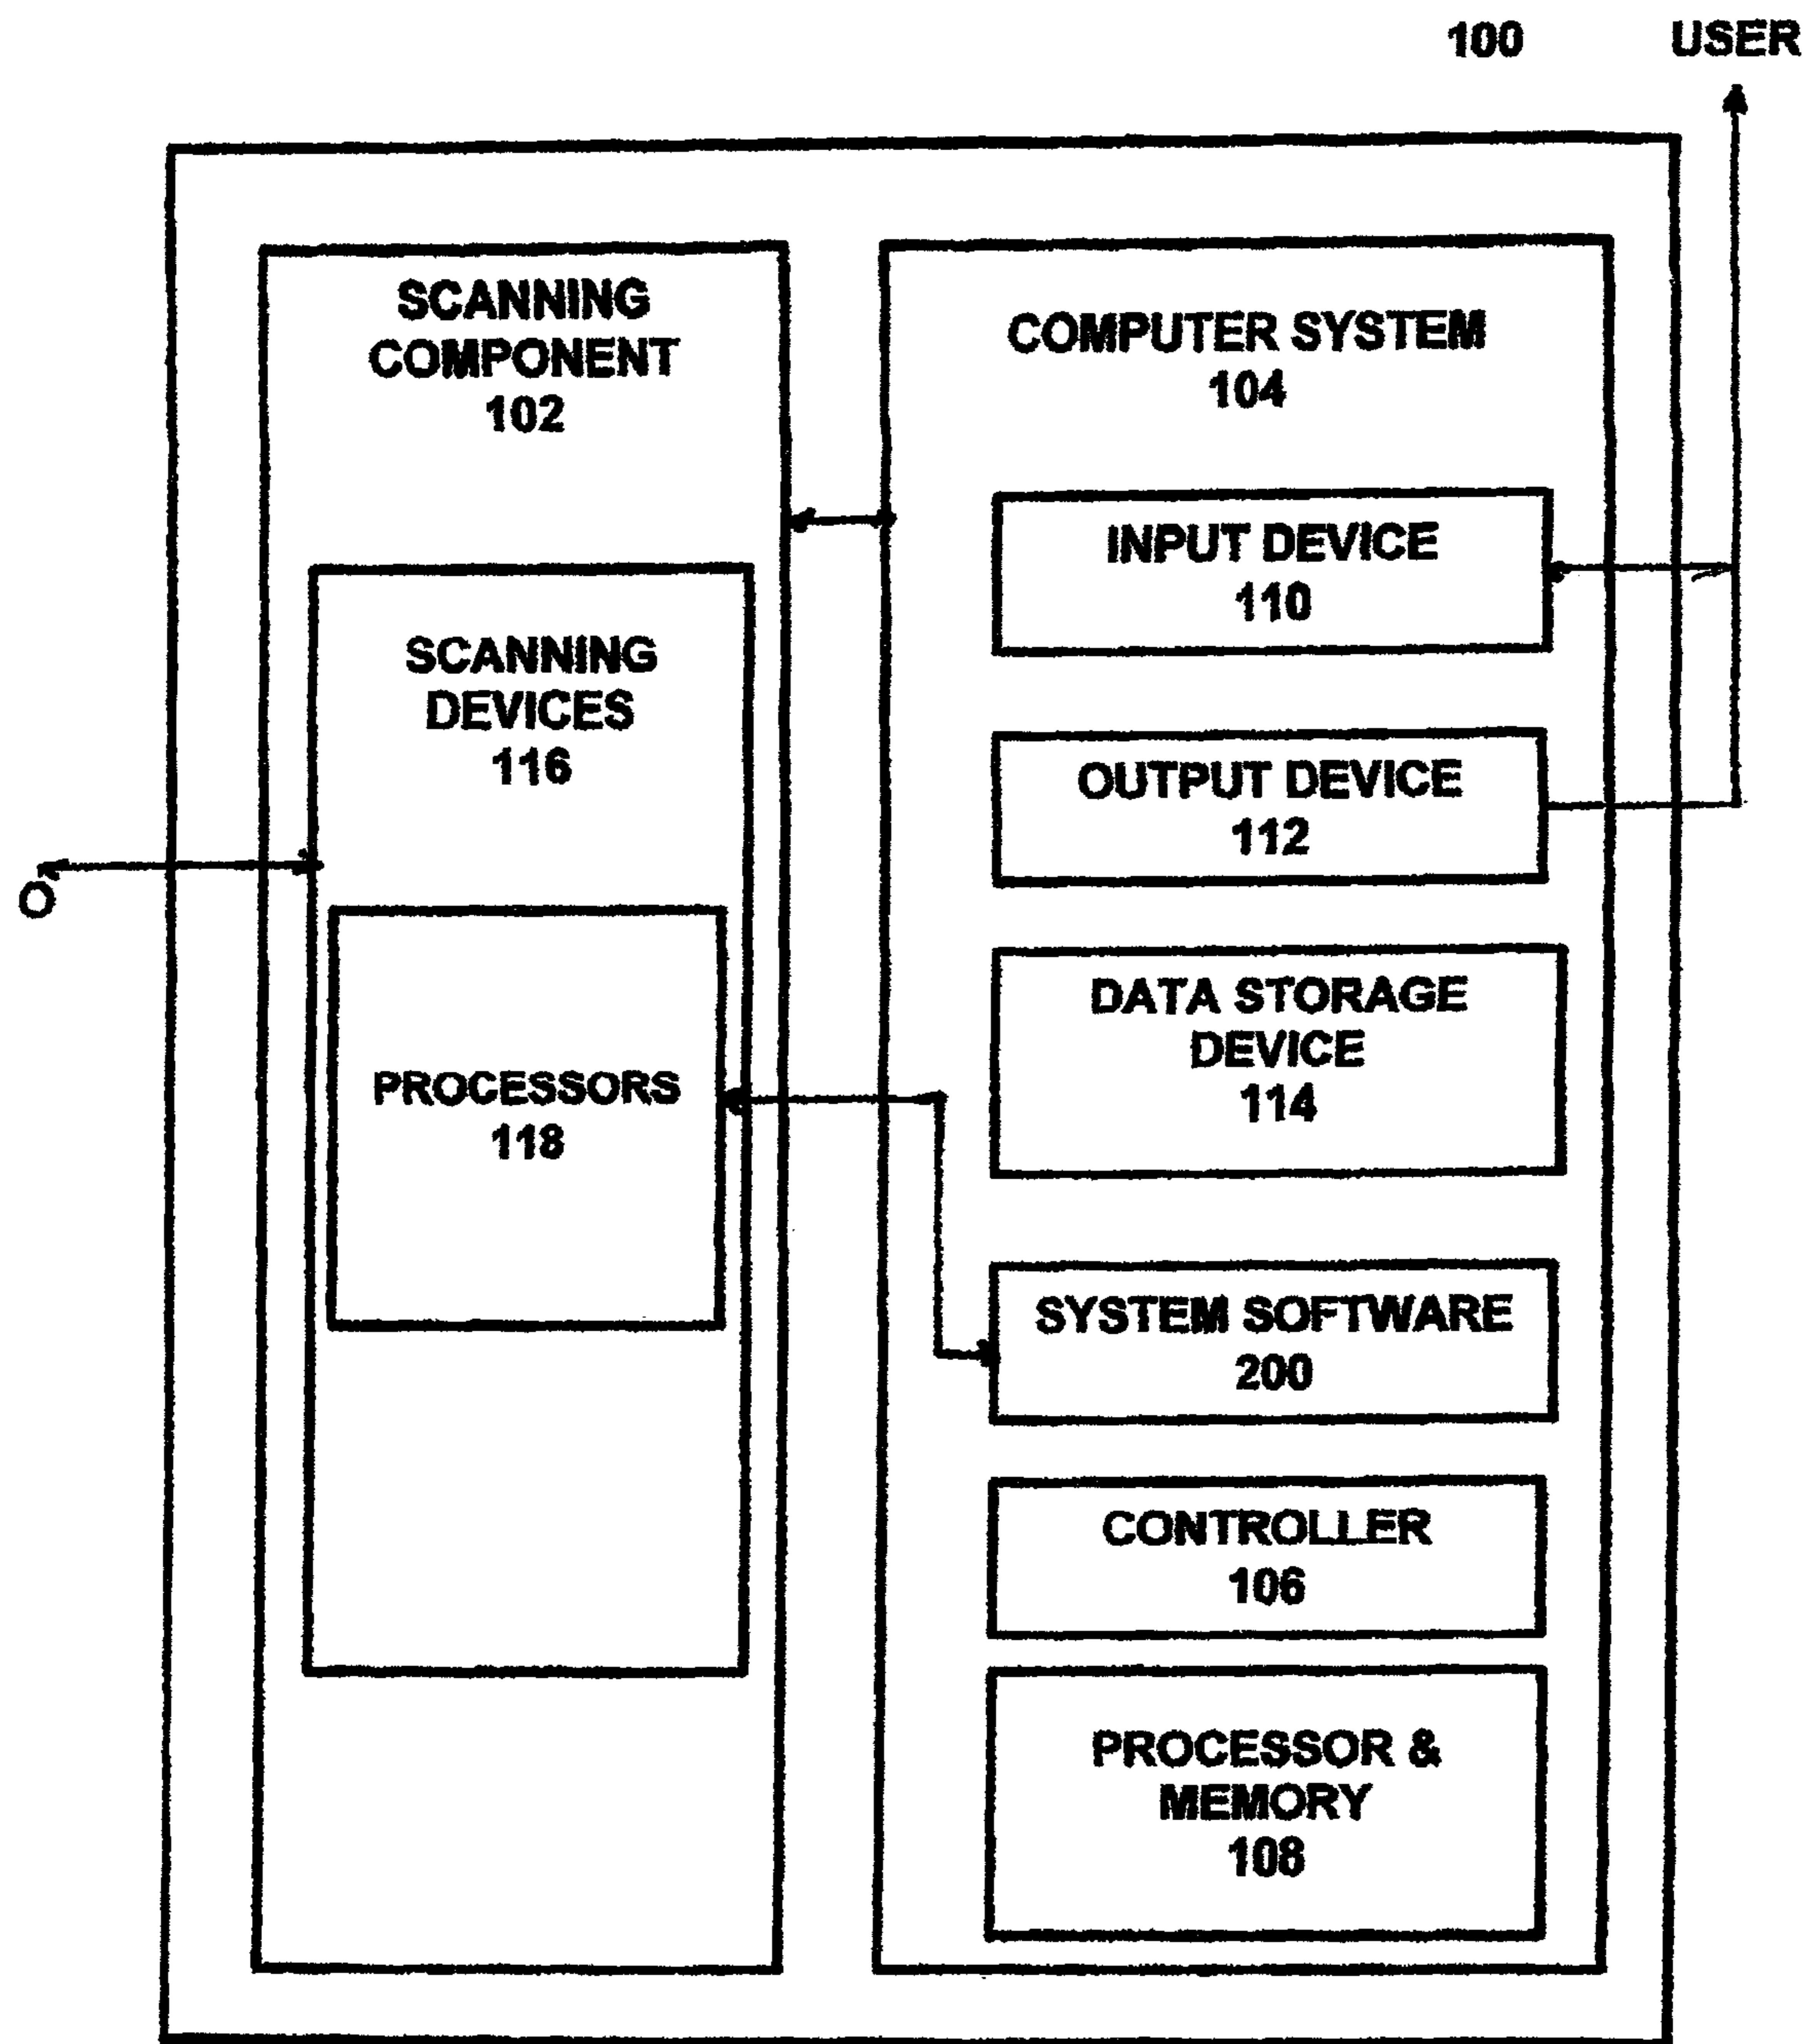 100 USER
SCANNING
COMPONENT
102
SCANNING
DEVICES
116
PROCESSORS
118
O
COMPUTER SYSTEM
104
INPUT DEVICE
110
OUTPUT DEVICE
112
DATA STORAGE
DEVICE
114
SYSTEM SOFTWARE
200
CONTROLLER
106
PROCESSOR &
MEMORY
108